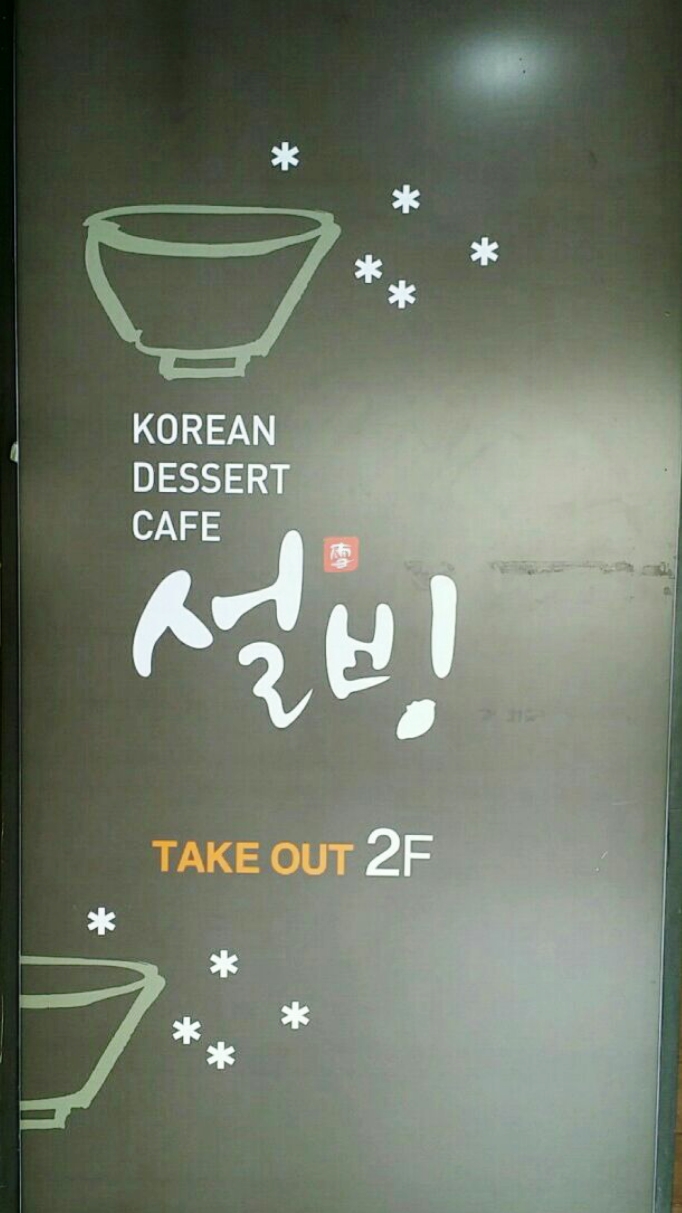 KOREAN
DESSERT
CAFE
雪
설빙
TAKE OUT 2F